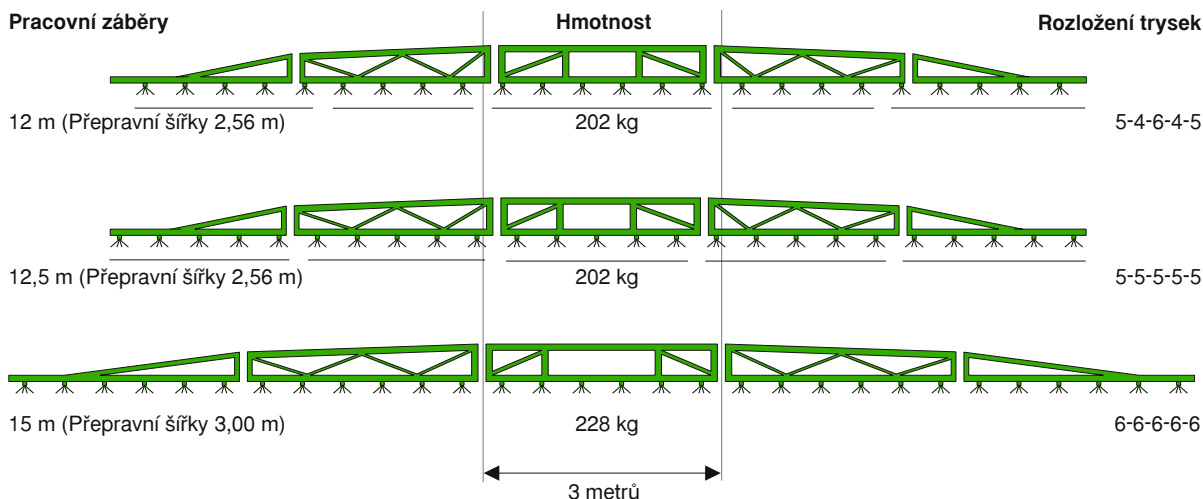 Pracovní záběry Hmotnost Rozložení trysek
12 m (Přepravní šířky 2,56 m) 202 kg 5-4-6-4-5
12,5 m (Přepravní šířky 2,56 m) 202 kg 5-5-5-5-5
15 m (Přepravní šířky 3,00 m) 228 kg 6-6-6-6-6
3 metrů